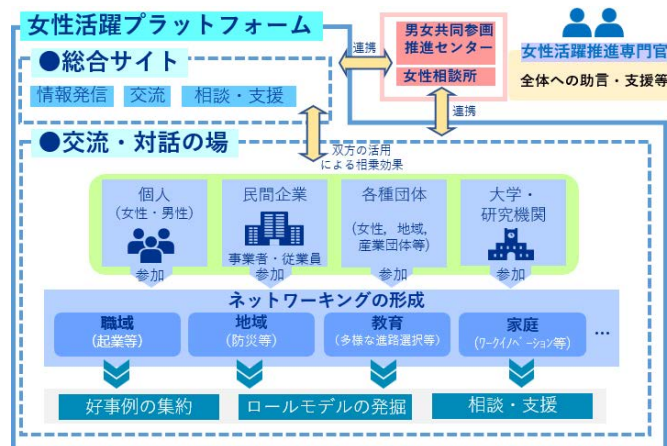 女性活躍プラットフォーム
●総合サイト
情報発信
交流
相談・支援
連携
男女共同参画
推進センター
女性相談所
連携
女性活躍推進専門官
全体への助言・支援等
●交流・対話の場
双方の活用
による相乗効果
個人
(女性・男性)
参加
民間企業
事業者・従業員
参加
各種団体
(女性，地域，
産業団体等)
参加
大学・
研究機関
参加
ネットワーキングの形成
職域
(起業等)
地域
(防災等)
教育
(多様な進路選択等)
家庭
(ﾜｰｸｲﾉﾍﾞｰｼｮﾝ等)
…
好事例の集約
ロールモデルの発掘
相談・支援